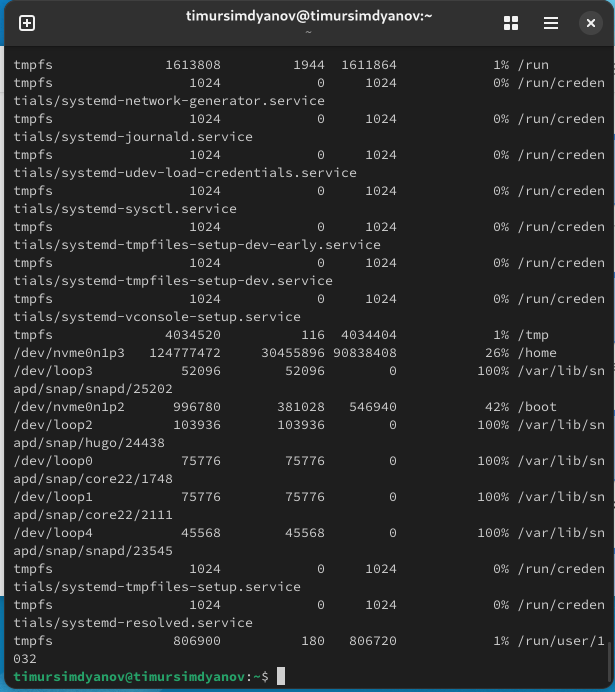 timursimdyanov@timursimdyanov:~
~
tmpfs 1613808 1944 1611864 1% /run
tmpfs 1024 0 1024 0% /run/creden
tials/systemd-network-generator.service
tmpfs 1024 0 1024 0% /run/creden
tials/systemd-journald.service
tmpfs 1024 0 1024 0% /run/creden
tials/systemd-udev-load-credentials.service
tmpfs 1024 0 1024 0% /run/creden
tials/systemd-sysctl.service
tmpfs 1024 0 1024 0% /run/creden
tials/systemd-tmpfiles-setup-dev-early.service
tmpfs 1024 0 1024 0% /run/creden
tials/systemd-tmpfiles-setup-dev.service
tmpfs 1024 0 1024 0% /run/creden
tials/systemd-vconsole-setup.service
tmpfs 4034520 116 4034404 1% /tmp
/dev/nvme0n1p3 124777472 30455896 90838408 26% /home
/dev/loop3 52096 52096 0 100% /var/lib/sn
apd/snap/snapd/25202
/dev/nvme0n1p2 996780 381028 546940 42% /boot
/dev/loop2 103936 103936 0 100% /var/lib/sn
apd/snap/hugo/24438
/dev/loop0 75776 75776 0 100% /var/lib/sn
apd/snap/core22/1748
/dev/loop1 75776 75776 0 100% /var/lib/sn
apd/snap/core22/2111
/dev/loop4 45568 45568 0 100% /var/lib/sn
apd/snap/snapd/23545
tmpfs 1024 0 1024 0% /run/creden
tials/systemd-tmpfiles-setup.service
tmpfs 1024 0 1024 0% /run/creden
tials/systemd-resolved.service
tmpfs 806900 180 806720 1% /run/user/1
032
timursimdyanov@timursimdyanov:~$